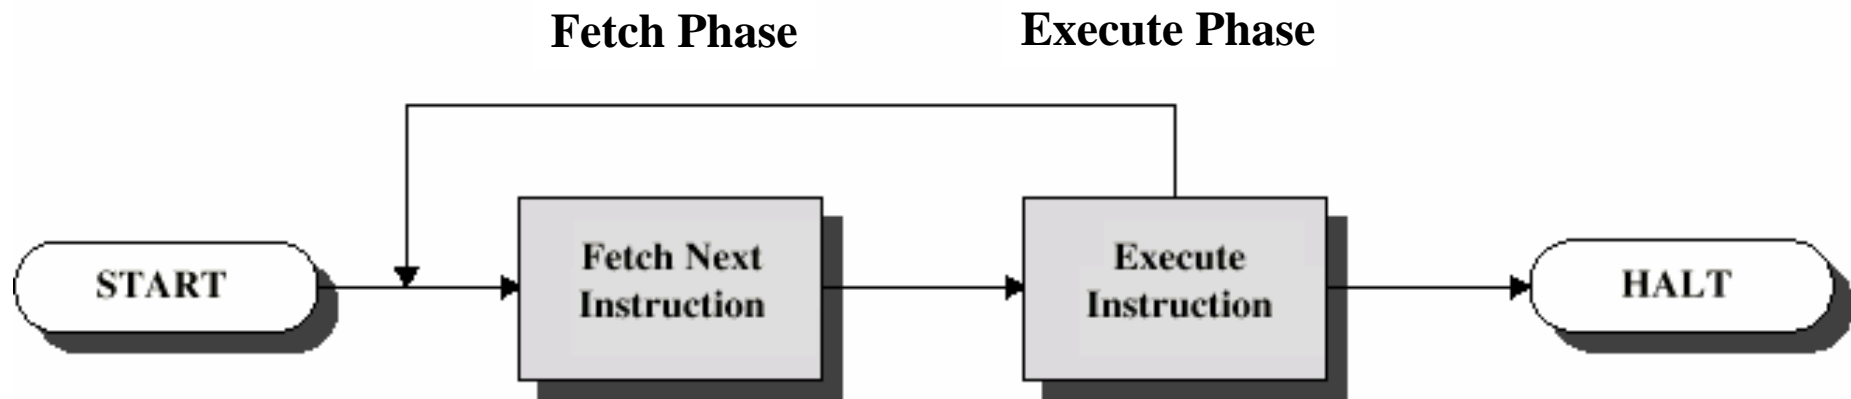 Fetch Phase
Execute Phase
START
Fetch Next
Instruction
Execute
Instruction
HALT